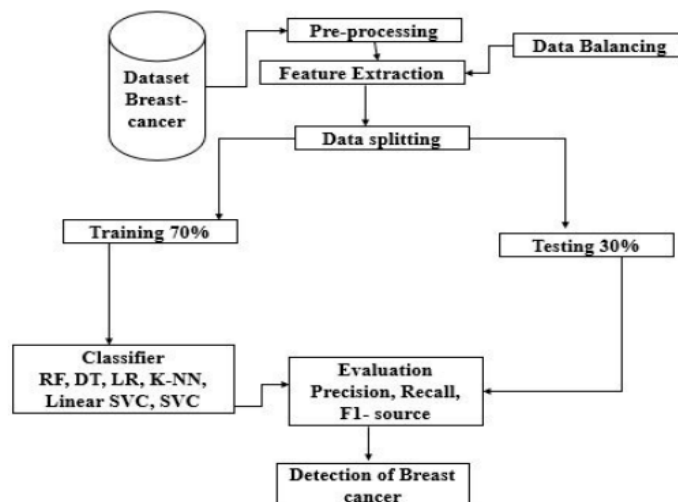 Pre-processing
Data Balancing
Dataset
Breast-
cancer
Feature Extraction
Data splitting
Training 70%
Testing 30%
Classifier
RF, DT, LR, K-NN,
Linear SVC, SVC
Evaluation
Precision, Recall,
F1- source
Detection of Breast
cancer